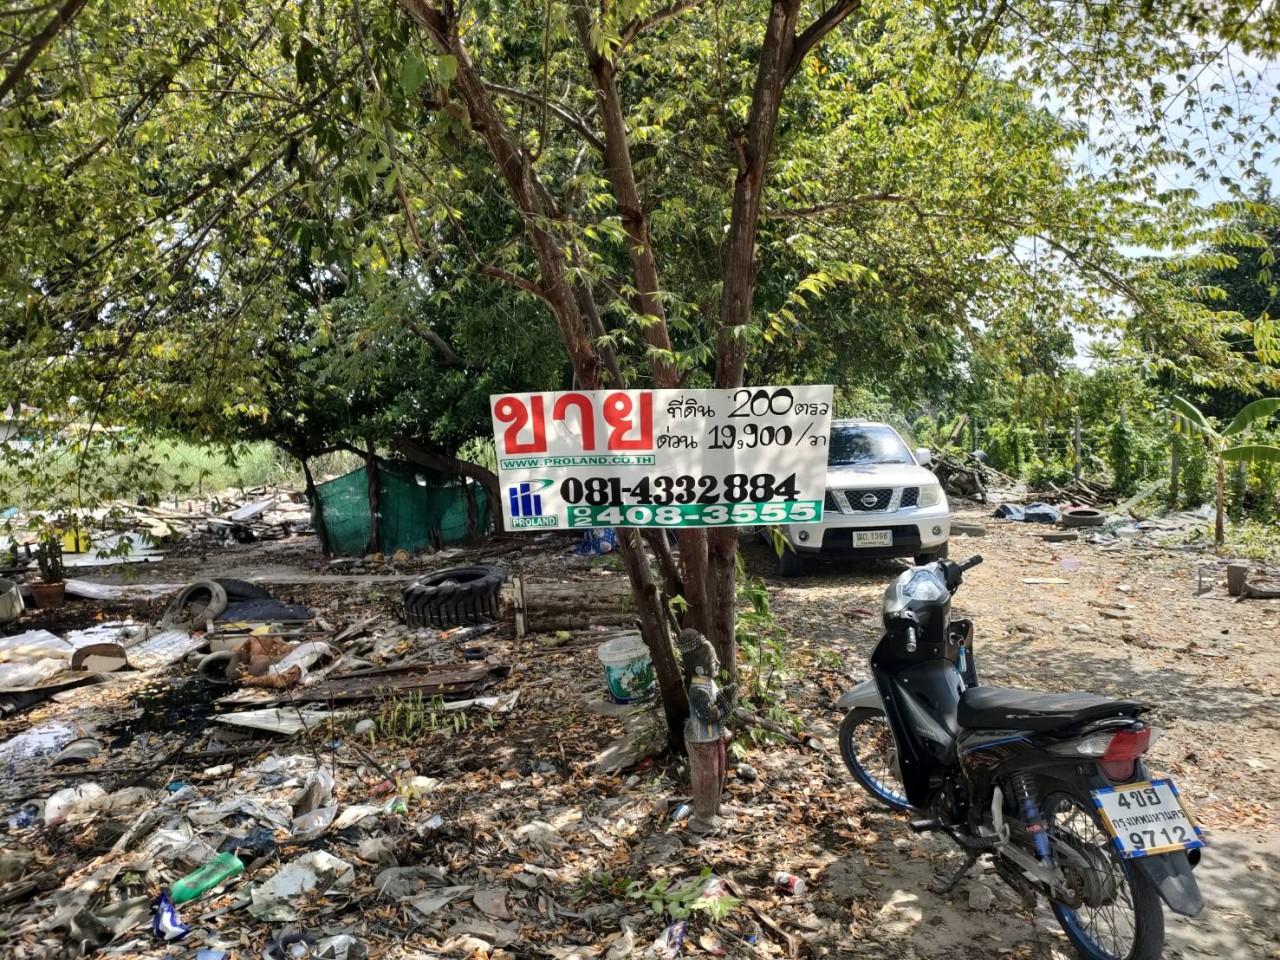 ขาย ที่ดิน 200 ตรว
ด่วน 19,900/วา
WWW.PROLAND.CO.TH
081-4332884
PROLAND 02 408-3555
4ขฮ
กรุงเทพมหานคร
9712